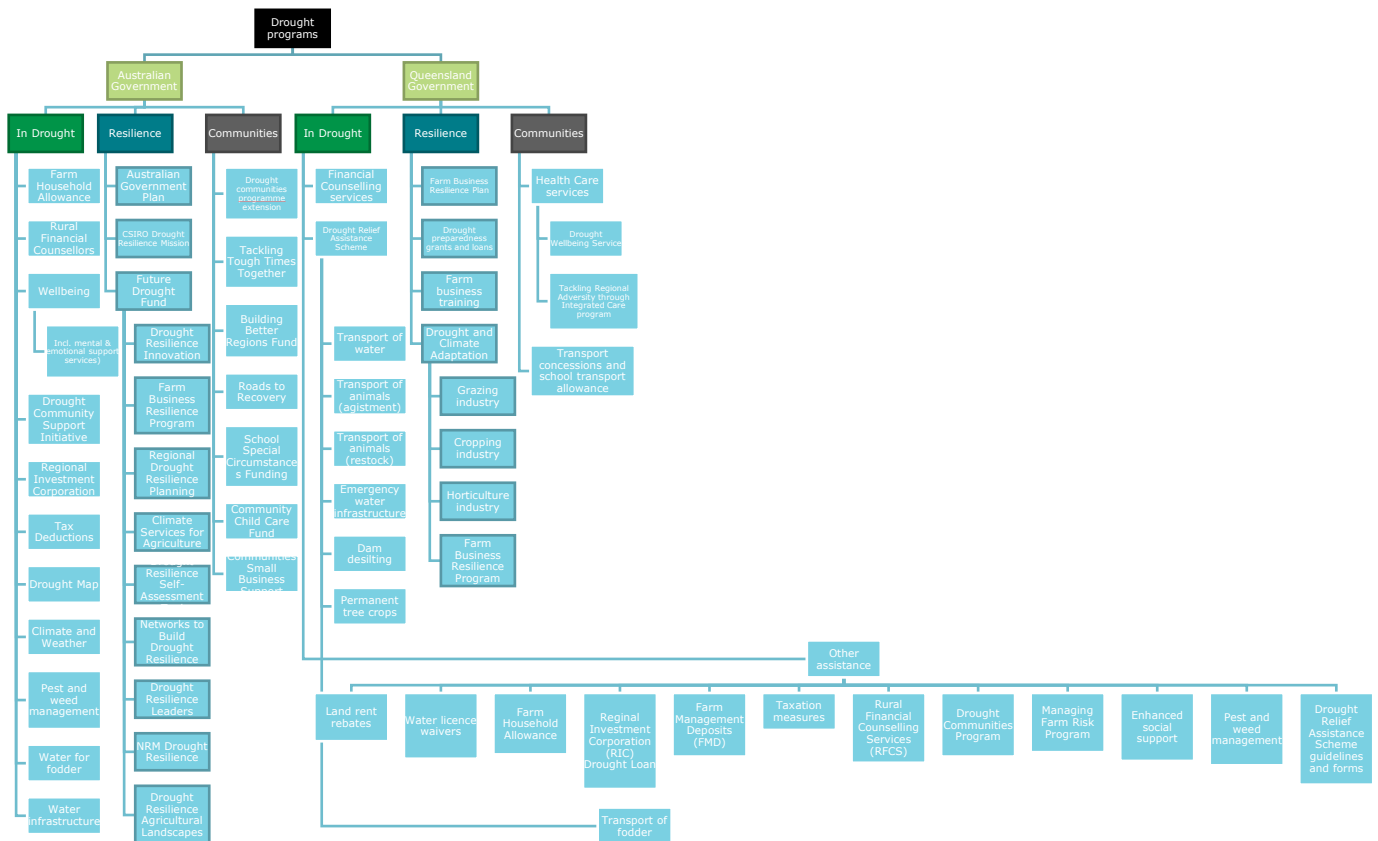 Drought
programs
Australian
Government
Queensland
Government
In Drought
Resilience
Communities
In Drought
Resilience
Communities
Farm
Household
Allowance
Rural
Financial
Counsellors
Wellbeing
Incl. mental &
emotional support
services)
Drought
Community
Support
Initiative
Regional
Investment
Corporation
Tax
Deductions
Drought Map
Climate and
Weather
Pest and
weed
management
Water for
fodder
Water
infrastructure
Australian
Government
Plan
CSIRO Drought
Resilience Mission
Future
Drought
Fund
Drought
Resilience
Innovation
Farm
Business
Resilience
Program
Regional
Drought
Resilience
Planning
Climate
Services for
Agriculture
Resilience
Self-
Assessment
Networks to
Build
Drought
Resilience
Drought
Resilience
Leaders
NRM Drought
Resilience
Drought
Resilience
Agricultural
Landscapes
Drought
communities
programme
extension
Tackling
Tough Times
Together
Building
Better
Regions Fund
Roads to
Recovery
School
Special
Circumstance
s Funding
Community
Child Care
Fund
Communities
Small
Business
Support
Financial
Counselling
services
Drought Relief
Assistance
Scheme
Transport of
water
Transport of
animals
(agistment)
Transport of
animals
(restock)
Emergency
water
infrastructure
Dam
desilting
Permanent
tree crops
Land rent
rebates
Transport of
fodder
Other
assistance
Water licence
waivers
Farm
Household
Allowance
Reginal
Investment
Corporation
(RIC)
Drought Loan
Farm
Management
Deposits
(FMD)
Taxation
measures
Rural
Financial
Counselling
Services
(RFCS)
Drought
Communities
Program
Managing
Farm Risk
Program
Enhanced
social
support
Pest and
weed
management
Drought
Relief
Assistance
Scheme
guidelines
and forms
Farm Business
Resilience Plan
Drought
preparedness
grants and loans
Farm
business
training
Drought and
Climate
Adaptation
Grazing
industry
Cropping
industry
Horticulture
industry
Farm
Business
Resilience
Program
Health Care
services
Drought
Wellbeing Service
Tackling Regional
Adversity through
Integrated Care
program
Transport
concessions and
school transport
allowance